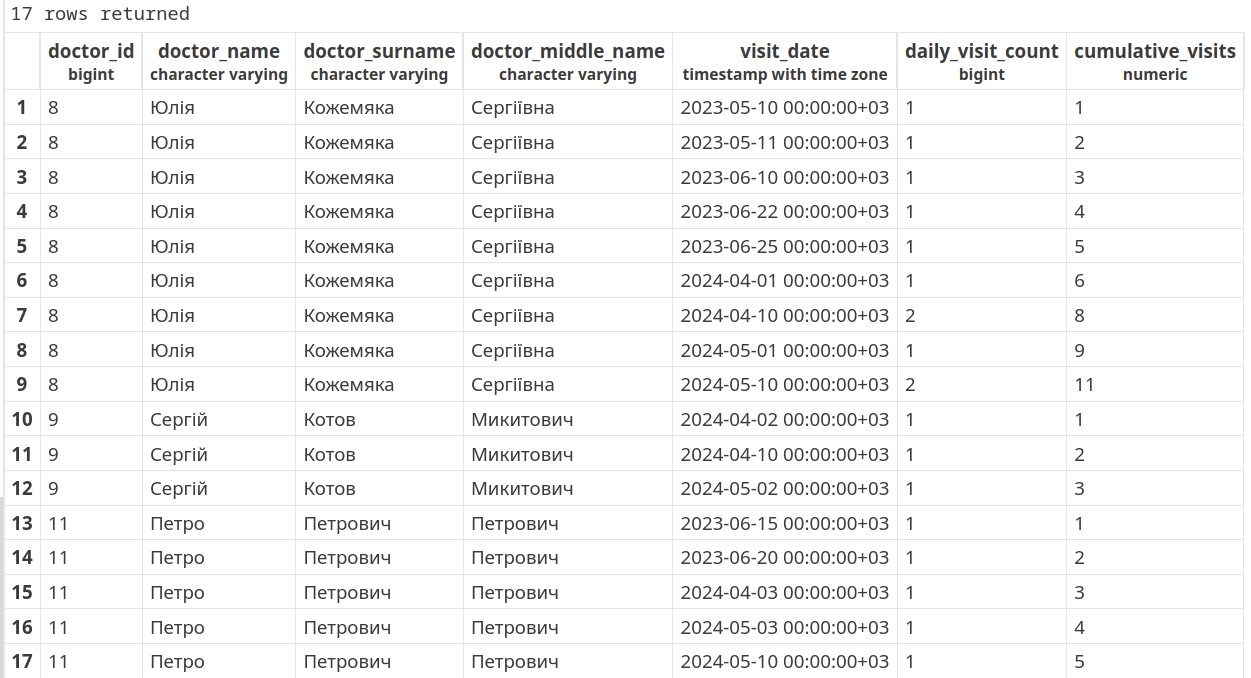 17 rows returned
doctor_id doctor_name doctor_surname doctor_middle_name visit_date daily_visit_count cumulative_visits
bigint character varying character varying character varying timestamp with time zone bigint numeric
1 8 Юлія Кожемяка Сергіївна 2023-05-10 00:00:00+03 1 1
2 8 Юлія Кожемяка Сергіївна 2023-05-11 00:00:00+03 1 2
3 8 Юлія Кожемяка Сергіївна 2023-06-10 00:00:00+03 1 3
4 8 Юлія Кожемяка Сергіївна 2023-06-22 00:00:00+03 1 4
5 8 Юлія Кожемяка Сергіївна 2023-06-25 00:00:00+03 1 5
6 8 Юлія Кожемяка Сергіївна 2024-04-01 00:00:00+03 1 6
7 8 Юлія Кожемяка Сергіївна 2024-04-10 00:00:00+03 2 8
8 8 Юлія Кожемяка Сергіївна 2024-05-01 00:00:00+03 1 9
9 8 Юлія Кожемяка Сергіївна 2024-05-10 00:00:00+03 2 11
10 9 Сергій Котов Микитович 2024-04-02 00:00:00+03 1 1
11 9 Сергій Котов Микитович 2024-04-10 00:00:00+03 1 2
12 9 Сергій Котов Микитович 2024-05-02 00:00:00+03 1 3
13 11 Петро Петрович Петрович 2023-06-15 00:00:00+03 1 1
14 11 Петро Петрович Петрович 2023-06-20 00:00:00+03 1 2
15 11 Петро Петрович Петрович 2024-04-03 00:00:00+03 1 3
16 11 Петро Петрович Петрович 2024-05-03 00:00:00+03 1 4
17 11 Петро Петрович Петрович 2024-05-10 00:00:00+03 1 5